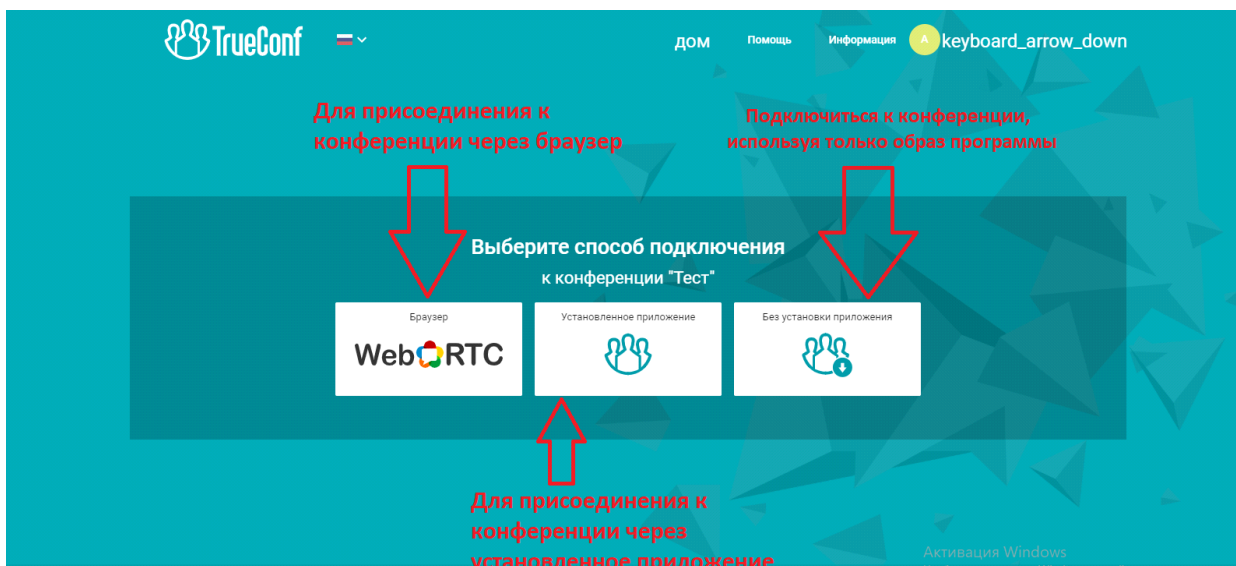 TrueConf
дом Помощь Информация A keyboard_arrow_down
Для присоединения к
конференции через браузер
Подключиться к конференции,
используя только образ программы
Выберите способ подключения
к конференции "Тест"
Браузер
WebRTC
Установленное приложение
Без установки приложения
Для присоединения к
конференции через
установленное приложение
Активация Windows